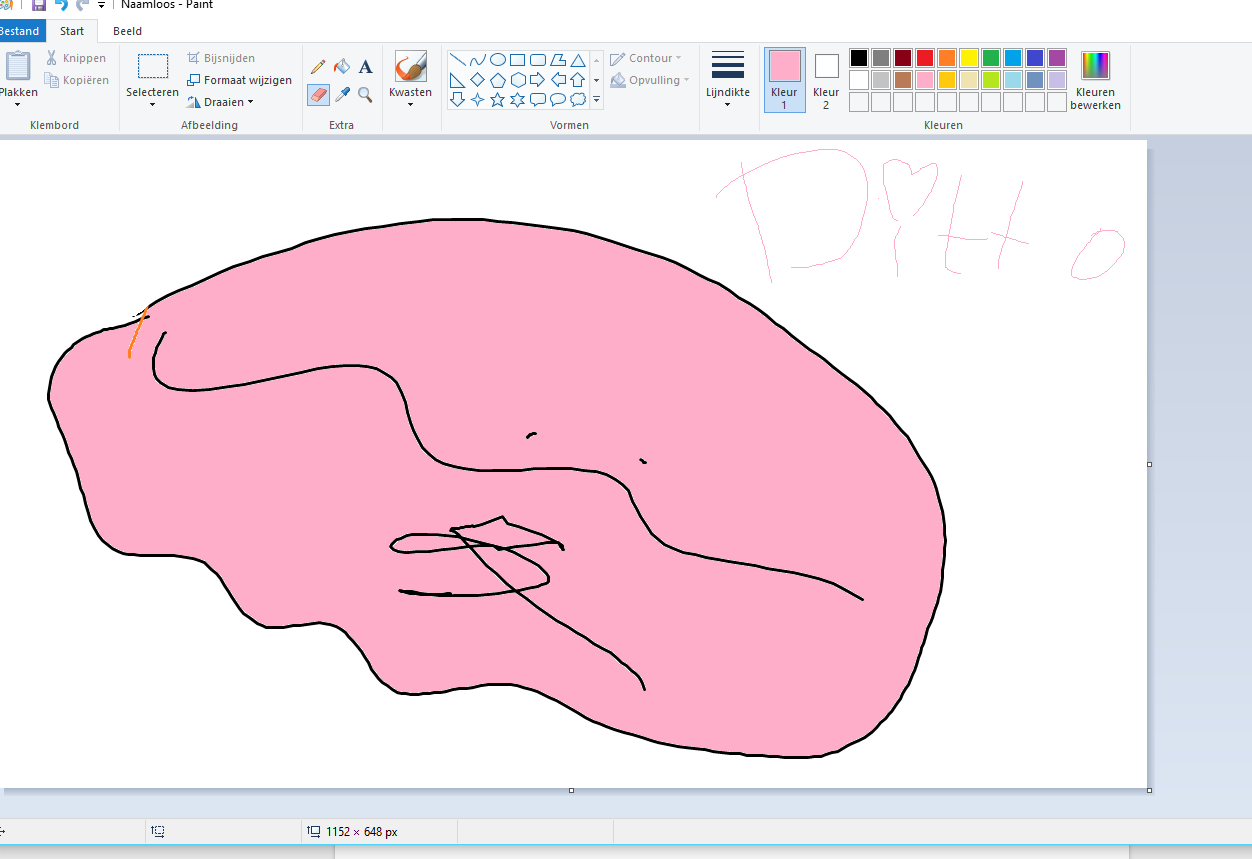 Naamloos - Paint
Bestand Start Beeld
Plakken
Knippen
Kopiëren
Klembord
Selecteren
Bijsnijden
Formaat wijzigen
Draaien
Afbeelding
A
Extra
Kwasten
Vormen
Contour
Opvulling
Lijndikte
Kleur 1
Kleur 2
Kleuren
Kleuren bewerken
Ditto
1152 × 648 px